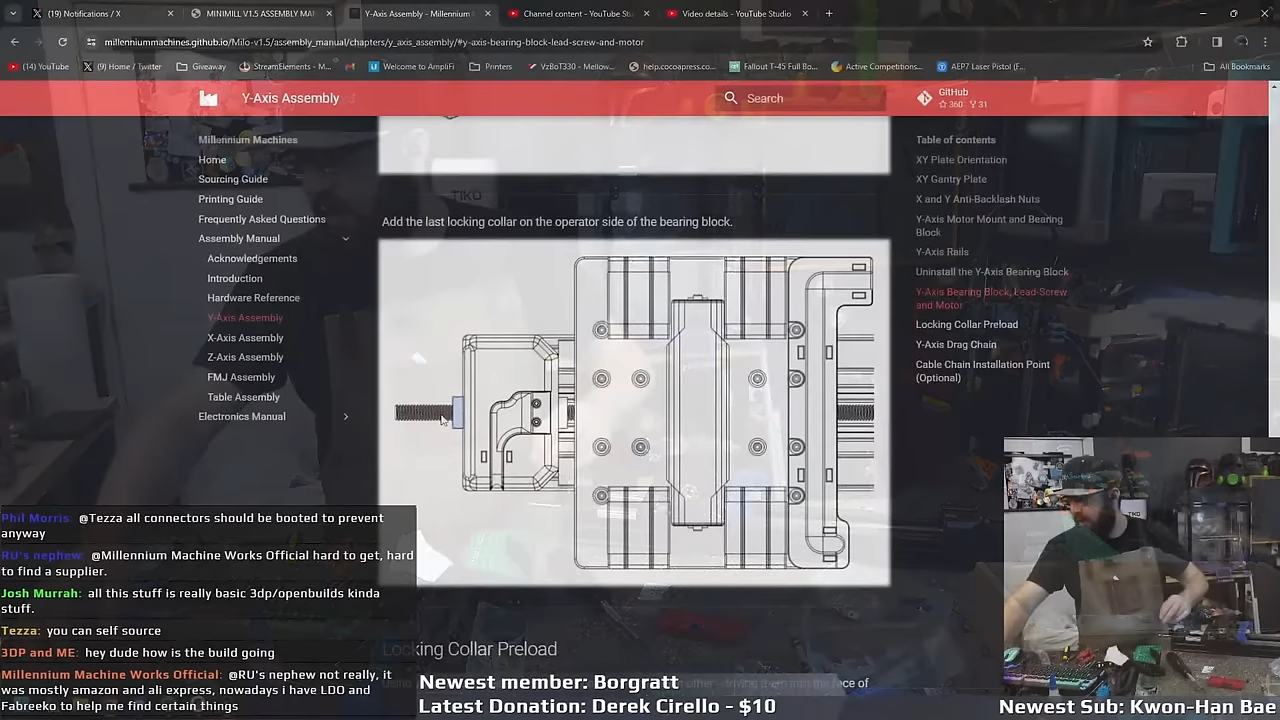 (19) Notifications / X
MINIMILL V1.5 ASSEMBLY MAN
Y-Axis Assembly - Millennium
Channel content - YouTube Stu
Video details - YouTube Studio
milleniummachines.github.io/Milo-v1.5/assembly_manual/chapters/y_axis_assembly/#y-axis-bearing-block-lead-screw-and-motor
(14) YouTube
(9) Home / Twitter
Giveaway
StreamElements - M...
Welcome to AmpliFi
Printers
VzBOT330 - Mellow...
help.cocoapress.co...
Fallout T-45 Full Bo...
Active Competitions...
AEP7 Laser Pistol (F...
All Bookmarks
Y-Axis Assembly
Search
GitHub
360 31
Millennium Machines
Home
Sourcing Guide
Printing Guide
Frequently Asked Questions
Assembly Manual
Acknowledgements
Introduction
Hardware Reference
Y-Axis Assembly
X-Axis Assembly
Z-Axis Assembly
FMJ Assembly
Table Assembly
Electronics Manual
TIKO
Add the last locking collar on the operator side of the bearing block.
Table of contents
XY Plate Orientation
XY Gantry Plate
X and Y Anti-Backlash Nuts
Y-Axis Motor Mount and Bearing
Block
Y-Axis Rails
Uninstall the Y-Axis Bearing Block
Y-Axis Bearing Block, Lead-Screw
and Motor
Locking Collar Preload
Y-Axis Drag Chain
Cable Chain Installation Point
(Optional)
Locking Collar Preload
TIKO
Phil Morris: @Tezza all connectors should be booted to prevent
anyway
RU's nephew: @Millennium Machine Works Official hard to get, hard
to find a supplier.
Josh Murrah: all this stuff is really basic 3dp/openbuilds kinda
stuff.
Tezza: you can self source
3DP and ME: hey dude how is the build going
Millennium Machine Works Official: @RU's nephew not really, it
was mostly amazon and ali express, nowadays i have LDO and
Fabreeko to help me find certain things
Newest member: Borgratt
Latest Donation: Derek Cirello - $10
Newest Sub: Kwon-Han Bae